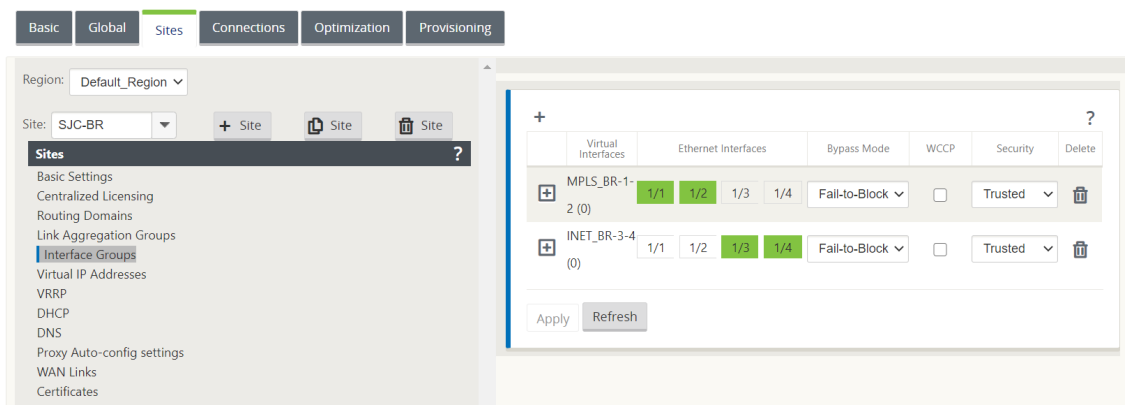 Basic Global Sites Connections Optimization Provisioning
Region: Default_Region
Site: SJC-BR + Site Site Site
Sites ?
Basic Settings
Centralized Licensing
Routing Domains
Link Aggregation Groups
Interface Groups
Virtual IP Addresses
VRRP
DHCP
DNS
Proxy Auto-config settings
WAN Links
Certificates
+ ?
Virtual
Interfaces Ethernet Interfaces Bypass Mode WCCP Security Delete
MPLS_BR-1-
2 (0) 1/1 1/2 1/3 1/4 Fail-to-Block Trusted
INET_BR-3-4
(0) 1/1 1/2 1/3 1/4 Fail-to-Block Trusted
Apply Refresh